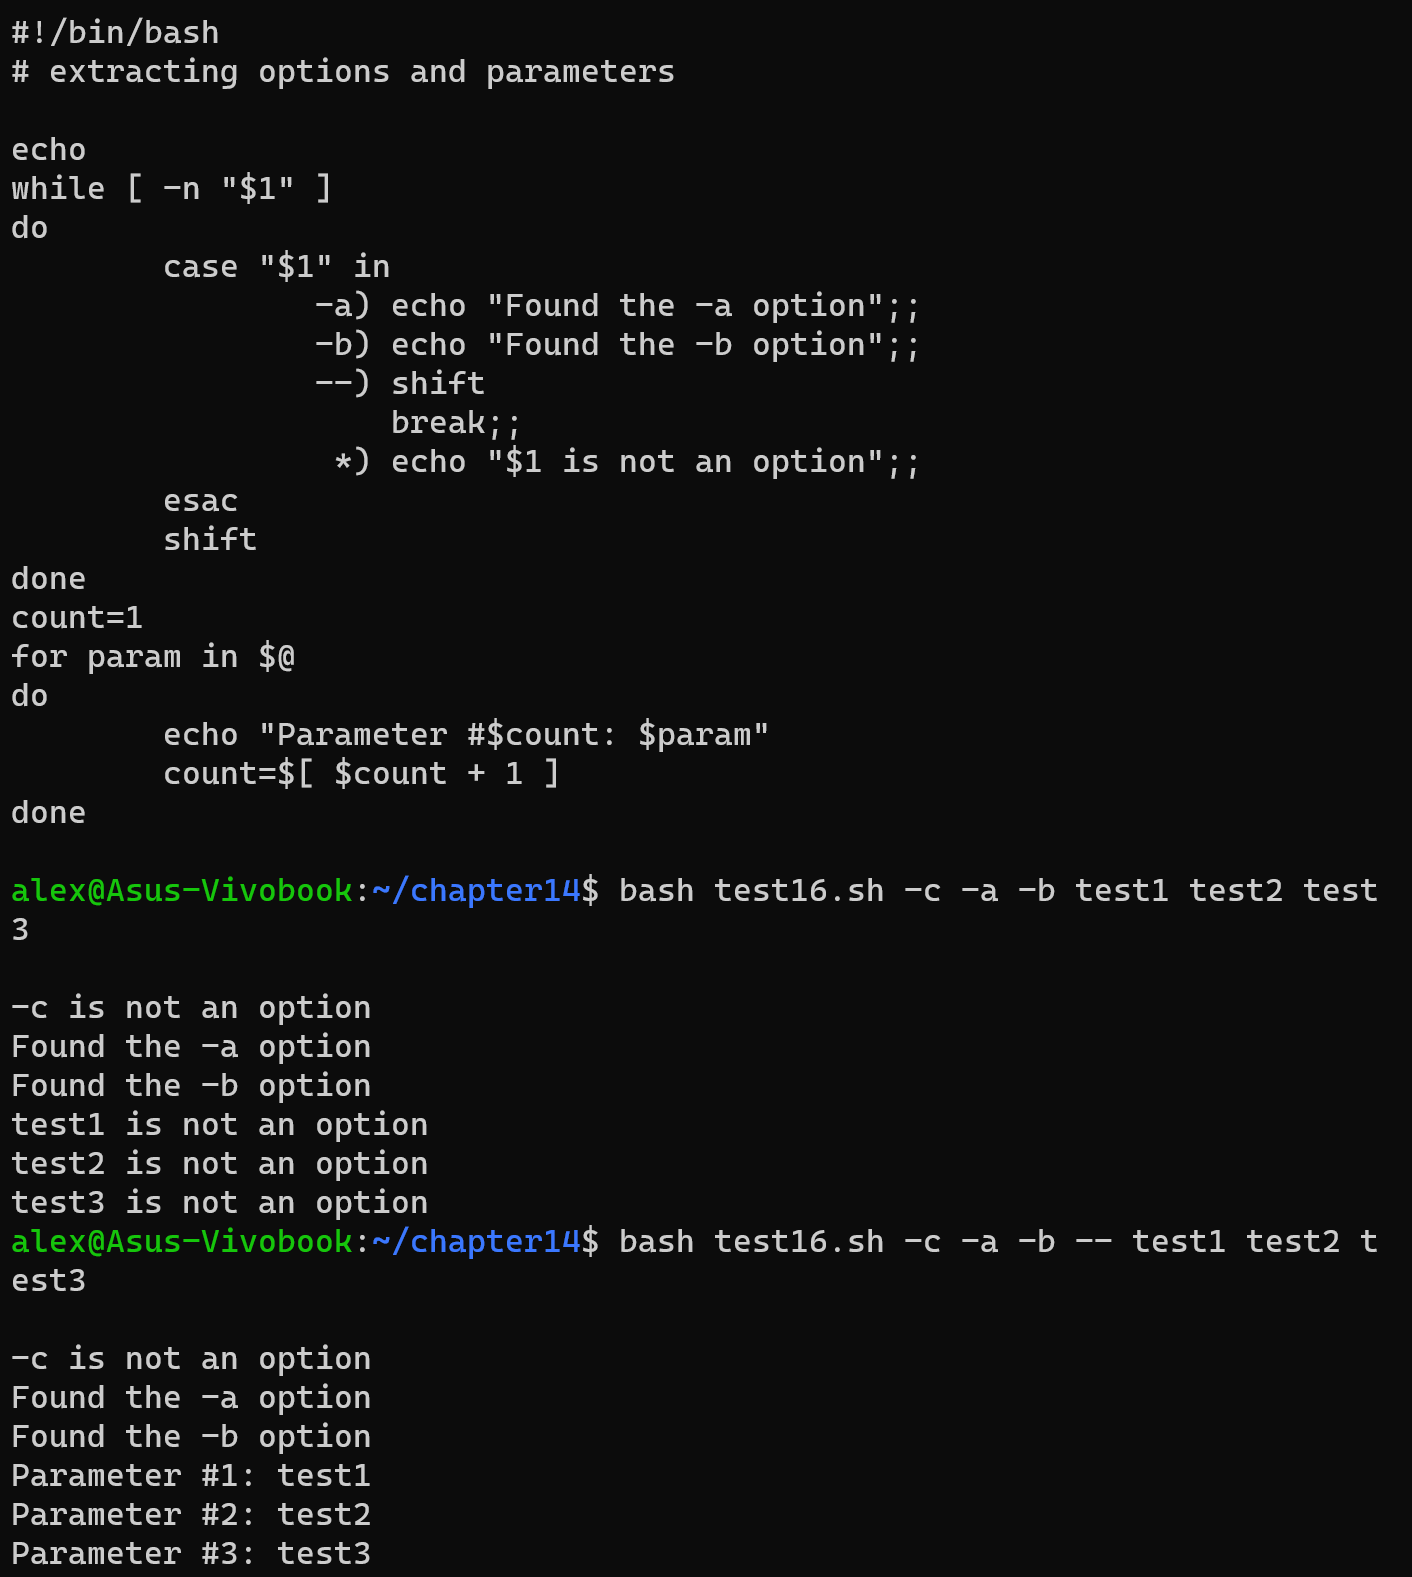 #!/bin/bash
# extracting options and parameters

echo
while [ -n "$1" ]
do
        case "$1" in
                -a) echo "Found the -a option";;
                -b) echo "Found the -b option";;
                --) shift
                    break;;
                 *) echo "$1 is not an option";;
        esac
        shift
done
count=1
for param in $@
do
        echo "Parameter #$count: $param"
        count=$[ $count + 1 ]
done

alex@Asus-Vivobook:~/chapter14$ bash test16.sh -c -a -b test1 test2 test
3

-c is not an option
Found the -a option
Found the -b option
test1 is not an option
test2 is not an option
test3 is not an option
alex@Asus-Vivobook:~/chapter14$ bash test16.sh -c -a -b -- test1 test2 t
est3

-c is not an option
Found the -a option
Found the -b option
Parameter #1: test1
Parameter #2: test2
Parameter #3: test3